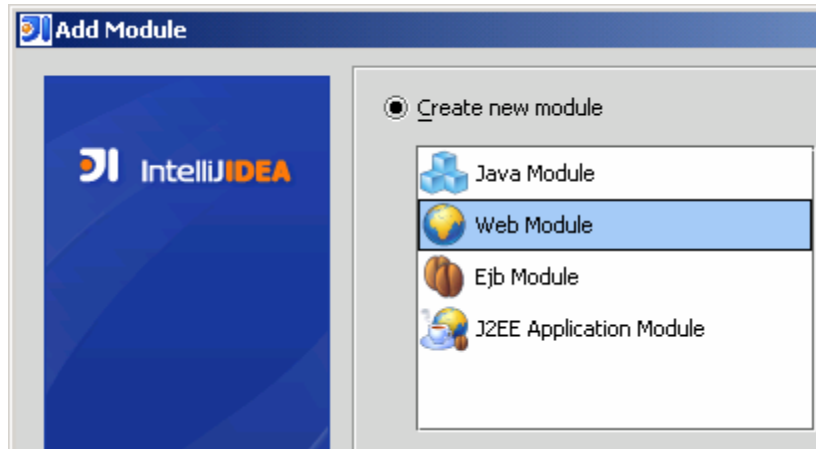 Add Module
IntelliJIDEA
Create new module
Java Module
Web Module
Ejb Module
J2EE Application Module